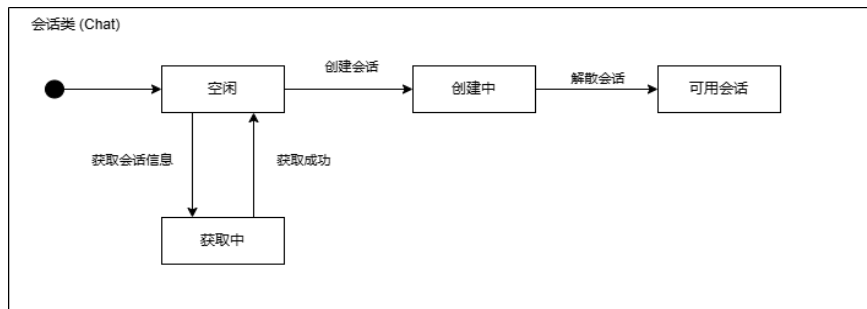 会话类 (Chat)
创建会话
解散会话
空闲
创建中
可用会话
获取会话信息
获取成功
获取中